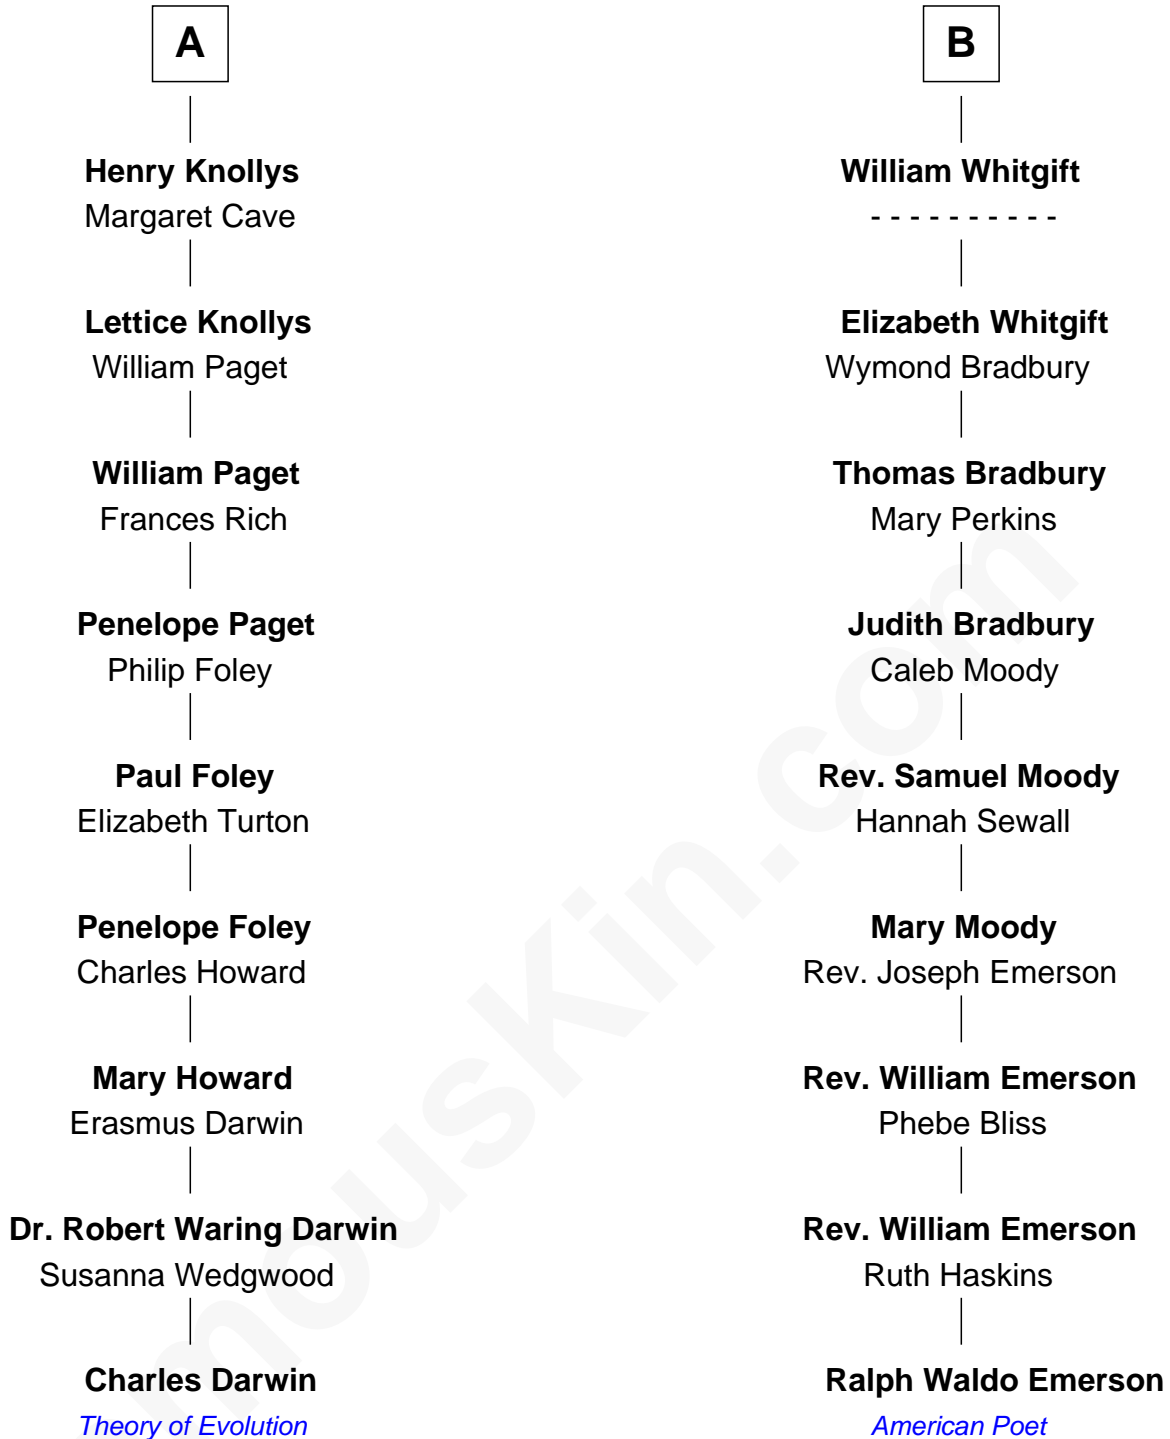 A
Henry Knollys
Margaret Cave
Lettice Knollys
William Paget
William Paget
Frances Rich
Penelope Paget
Philip Foley
Paul Foley
Elizabeth Turton
Penelope Foley
Charles Howard
Mary Howard
Erasmus Darwin
Dr. Robert Waring Darwin
Susanna Wedgwood
Charles Darwin
Theory of Evolution
B
William Whitgift
- - - - - - - - - -
Elizabeth Whitgift
Wymond Bradbury
Thomas Bradbury
Mary Perkins
Judith Bradbury
Caleb Moody
Rev. Samuel Moody
Hannah Sewall
Mary Moody
Rev. Joseph Emerson
Rev. William Emerson
Phebe Bliss
Rev. William Emerson
Ruth Haskins
Ralph Waldo Emerson
American Poet
mousKin.com